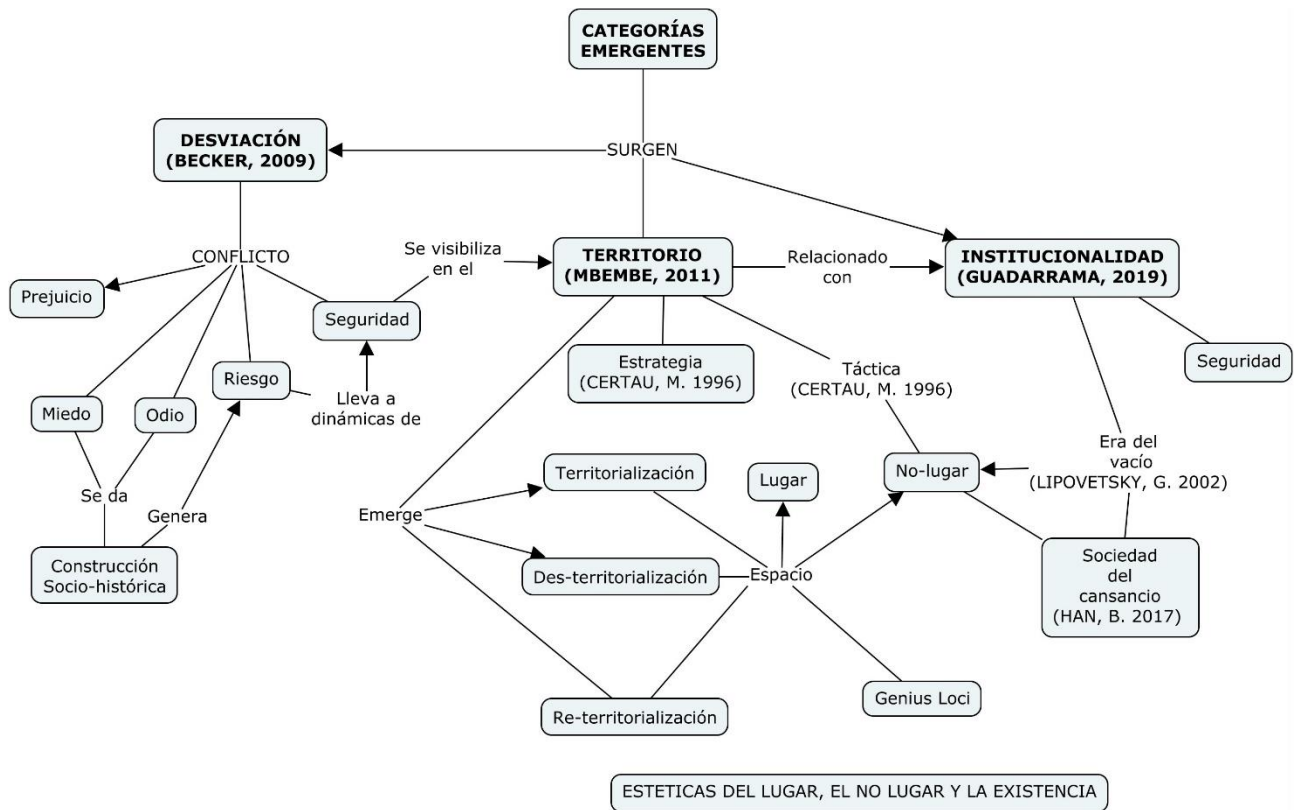 CATEGORÍAS
EMERGENTES
DESVIACIÓN
(BECKER, 2009)
SURGEN
CONFLICTO
Se visibiliza
en el
TERRITORIO
(MBEMBE, 2011)
Relacionado
con
INSTITUCIONALIDAD
(GUADARRAMA, 2019)
Prejuicio
Seguridad
Estrategia
(CERTAU, M. 1996)
Táctica
(CERTAU, M. 1996)
Seguridad
Riesgo
Miedo
Odio
Lleva a
dinámicas de
Era del
vacío
(LIPOVETSKY, G. 2002)
Territorialización
Lugar
No-lugar
Se da
Genera
Emerge
Construcción
Socio-histórica
Des-territorialización
Espacio
Sociedad
del
cansancio
(HAN, B. 2017)
Re-territorialización
Genius Loci
ESTETICAS DEL LUGAR, EL NO LUGAR Y LA EXISTENCIA